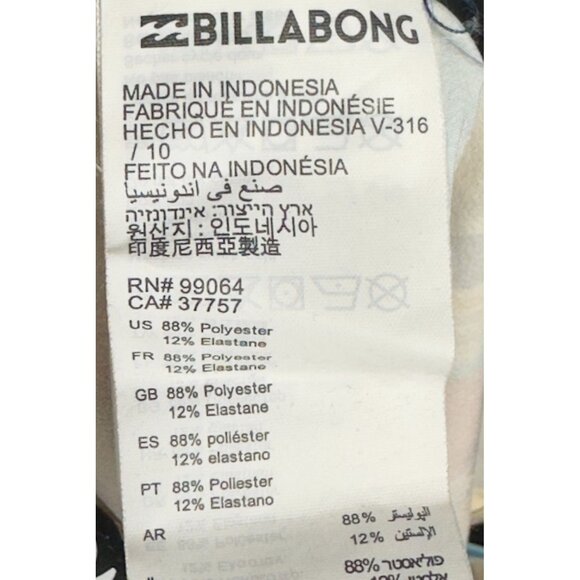 BILLABONG
MADE IN INDONESIA
FABRIQUÉ EN INDONÉSIE
HECHO EN INDONESIA V-316
/ 10
FEITO NA INDONÉSIA
صنع في اندونيسيا
ארץ הייצור: אינדונזיה
원산지 : 인도네시아
印度尼西亞製造
RN# 99064
CA# 37757
US 88% Polyester
12% Elastane
FR 88% Polyester
12% Elastane
GB 88% Polyester
12% Elastane
ES 88% poliéster
12% elastano
PT 88% Poliester
12% Elastano
AR 88% البوليستر
12% الإلستين
88% פוליאסטר